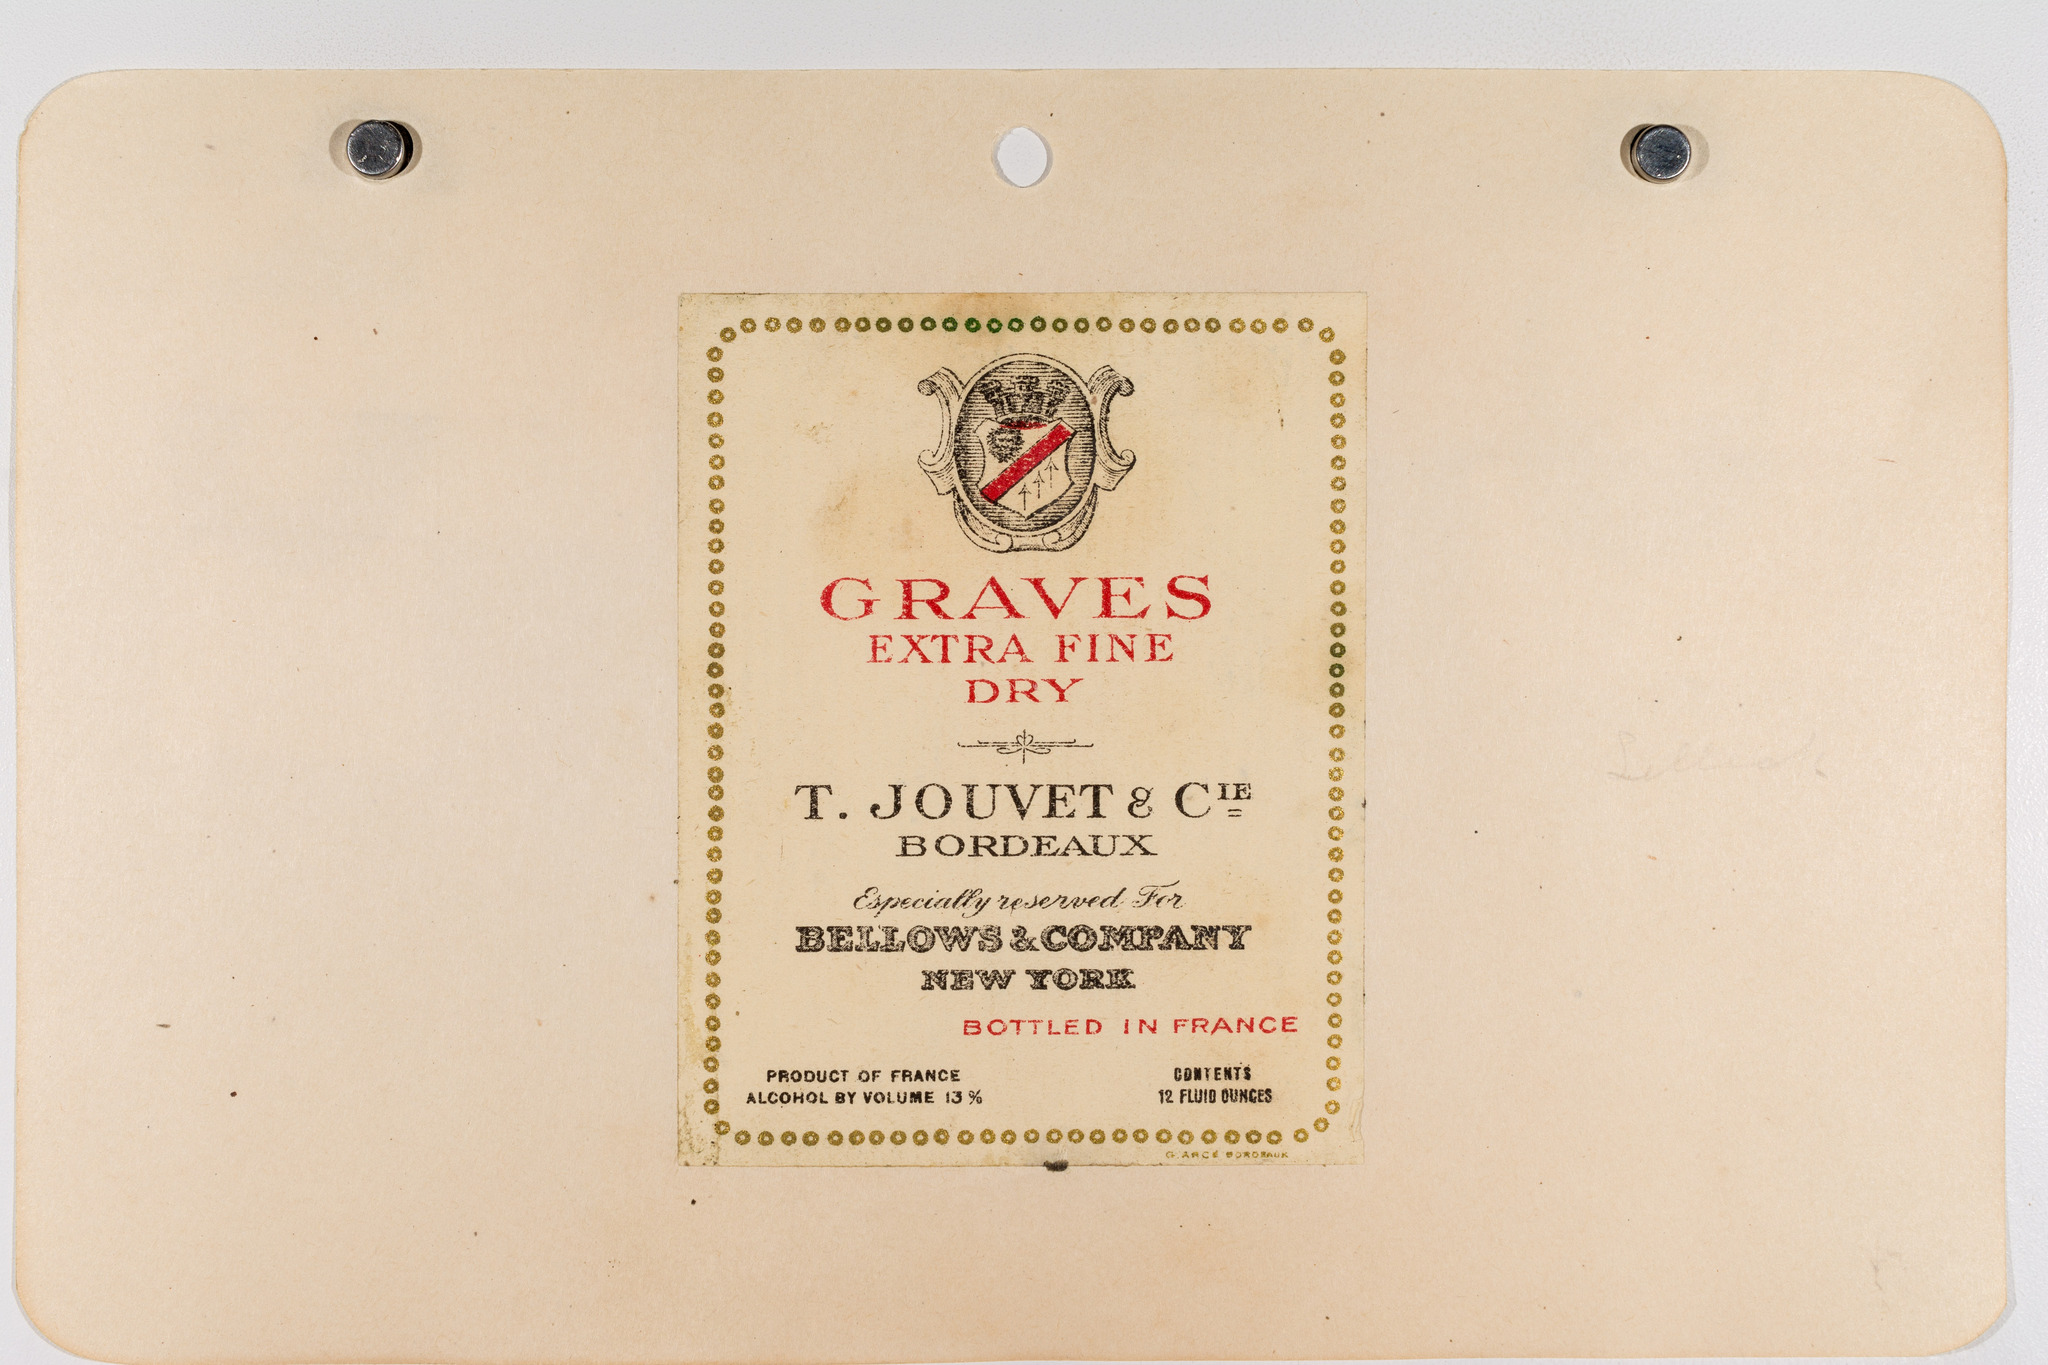 GRAVES
EXTRA FINE
DRY
T. JOUVET & CIE
BORDEAUX
Especially reserved For
BELLOWS & COMPANY
NEW YORK
BOTTLED IN FRANCE
PRODUCT OF FRANCE
ALCOHOL BY VOLUME 13 %
CONTENTS
12 FLUID OUNCES
G. ARCÉ BORDEAUX